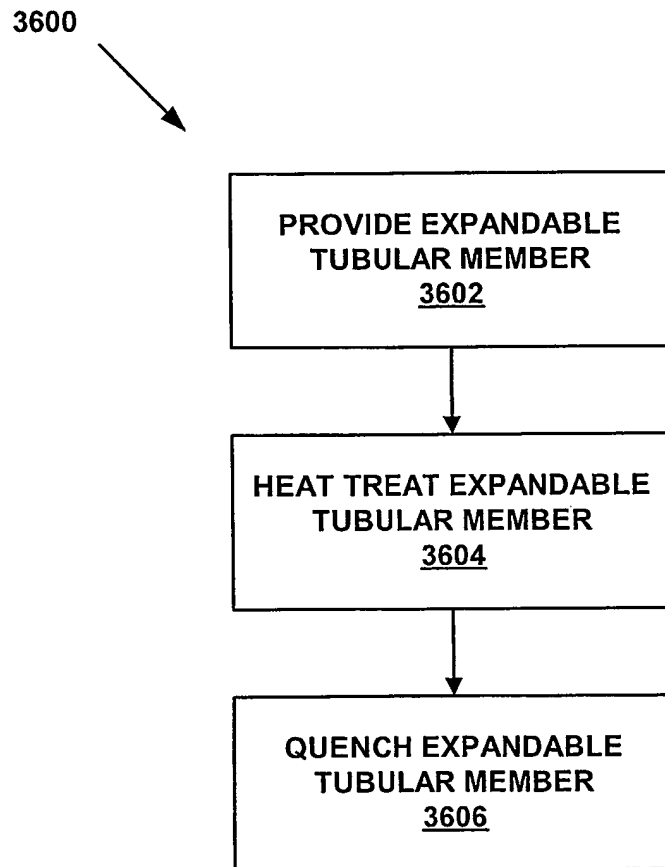 3600
PROVIDE EXPANDABLE
TUBULAR MEMBER
3602
HEAT TREAT EXPANDABLE
TUBULAR MEMBER
3604
QUENCH EXPANDABLE
TUBULAR MEMBER
3606